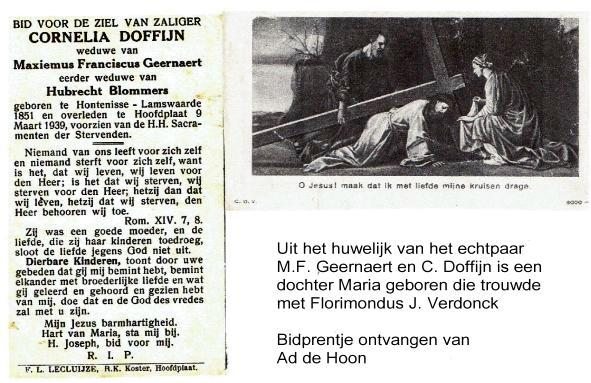 BID VOOR DE ZIEL VAN ZALIGER
CORNELIA DOFFIJN
weduwe van
Maxiemus Franciscus Geernaert
eerder weduwe van
Hubrecht Blommers
geboren te Hontenisse - Lamswaarde
1851 en overleden te Hoofdplaat 9
Maart 1939, voorzien van de H.H. Sacra-
menten der Stervenden.
Niemand van ons leeft voor zich zelf
en niemand sterft voor zich zelf, want
is het, dat wij leven, wij leven voor
den Heer; is het dat wij sterven, wij
sterven voor den Heer; hetzij dan dat
wij leven, hetzij dat wij sterven, den
Heer behooren wij toe.
Rom. XIV. 7, 8.
Zij was een goede moeder, en de
liefde, die zij haar kinderen toedroeg,
sloot de liefde jegens God niet uit.
Dierbare Kinderen, toont door uwe
gebeden dat gij mij bemint hebt, bemint
elkander met broederlijke liefde en wat
gij geleerd en gehoord en gezien hebt
van mij, doe dat en de God des vredes
zal met u zijn.
Mijn Jezus barmhartigheid.
Hart van Maria, sta mij bij.
H. Joseph, bid voor mij.
R. I. P.
F. L. LECLUIJZE, R.K. Koster, Hoofdplaat.
O Jesus! maak dat ik met liefde mijne kruisen drage.
C. O. V. 6000
Uit het huwelijk van het echtpaar
M.F. Geernaert en C. Doffijn is een
dochter Maria geboren die trouwde
met Florimondus J. Verdonck
Bidprentje ontvangen van
Ad de Hoon